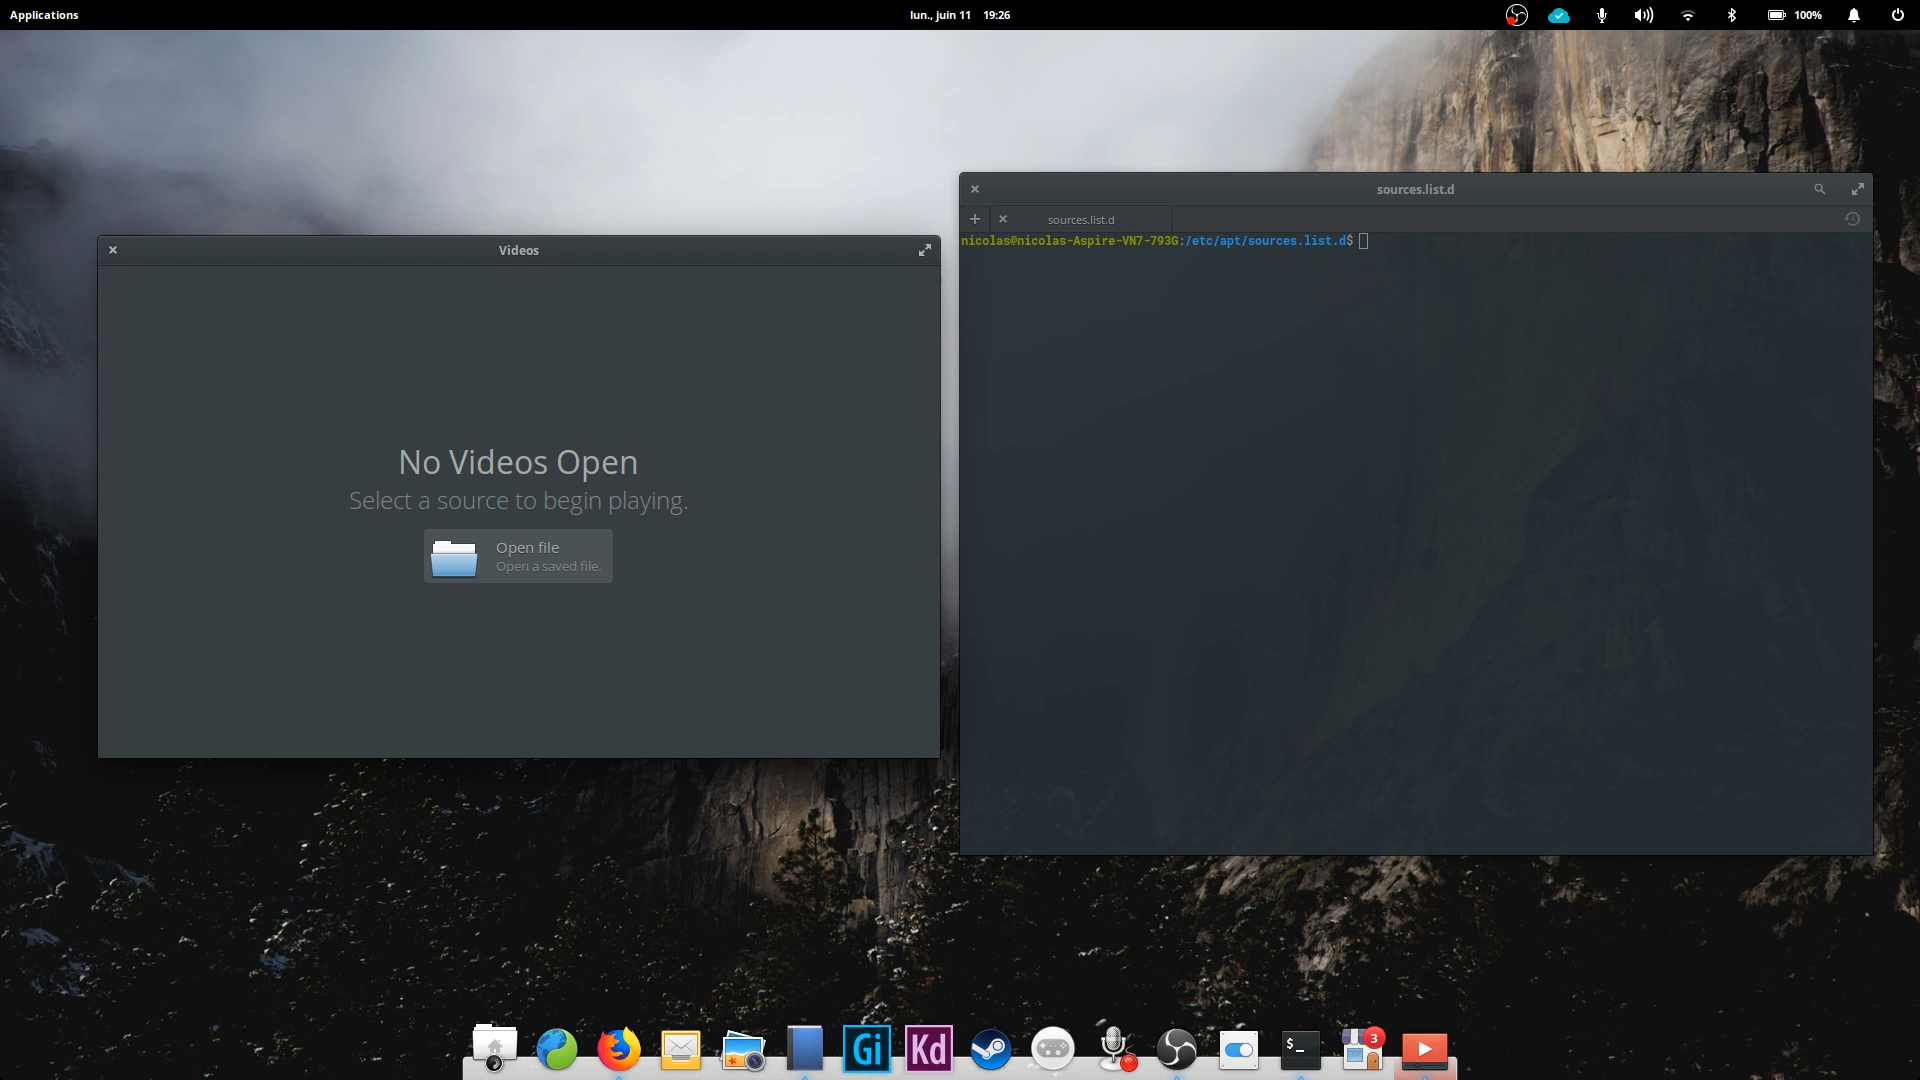 Applications
lun., juin 11 19:26
100%
sources.list.d
sources.list.d
nicolas@nicolas-Aspire-VN7-793G:/etc/apt/sources.list.d$
Videos
No Videos Open
Select a source to begin playing.
Open file
Open a saved file.
Gi
Kd
$_
3